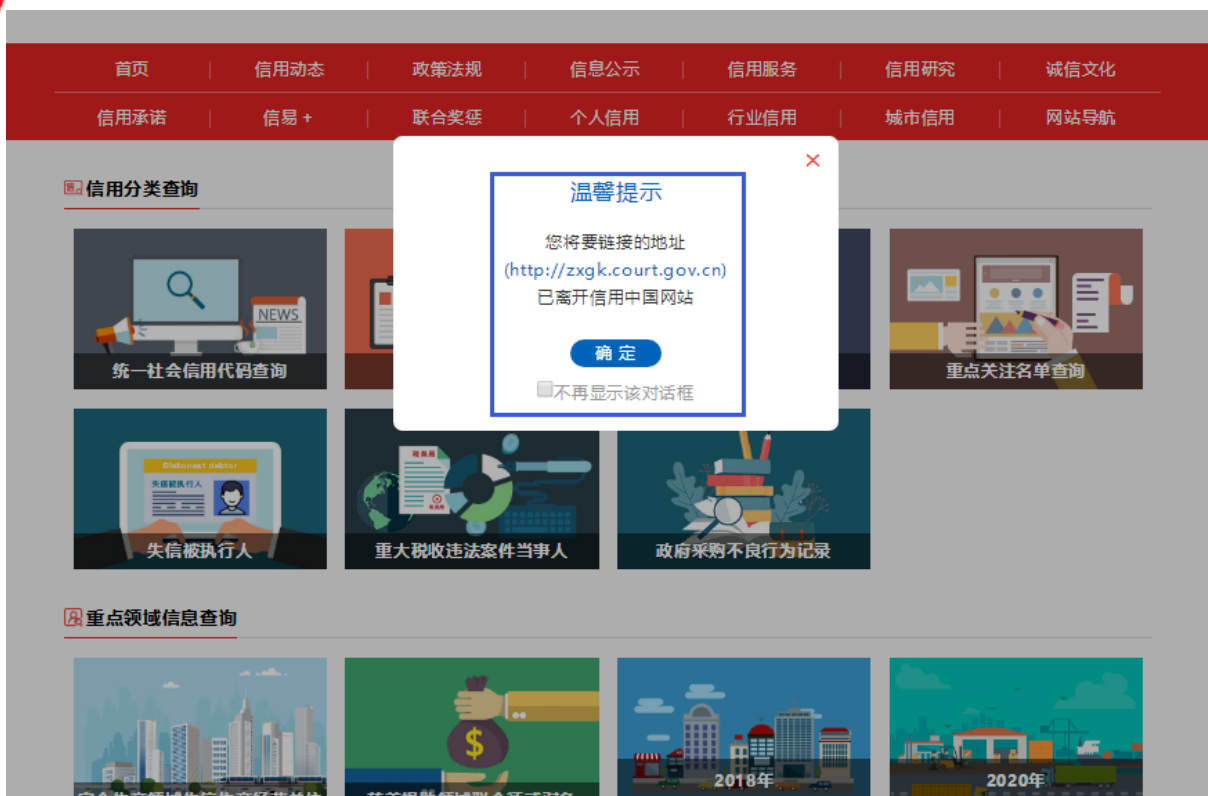 首页
信用动态
政策法规
信息公示
信用服务
信用研究
诚信文化
信用承诺
信易 +
联合奖惩
个人信用
行业信用
城市信用
网站导航
信用分类查询
温馨提示
您将要链接的地址
(http://zxgk.court.gov.cn)
已离开信用中国网站
确 定
不再显示该对话框
NEWS
统一社会信用代码查询
重点关注名单查询
Dishonest debtor
失信被执行人
失信被执行人
税务局
重大税收违法案件当事人
政府采购不良行为记录
重点领域信息查询
2018年
2020年